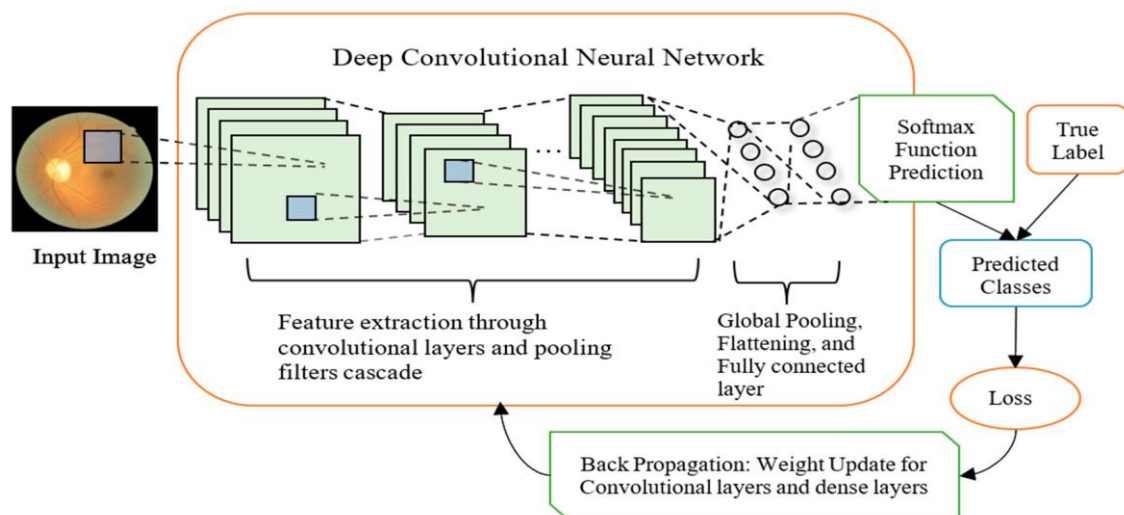 Deep Convolutional Neural Network
Input Image
Feature extraction through
convolutional layers and pooling
filters cascade
Global Pooling,
Flattening, and
Fully connected
layer
Softmax
Function
Prediction
True
Label
Predicted
Classes
Loss
Back Propagation: Weight Update for
Convolutional layers and dense layers